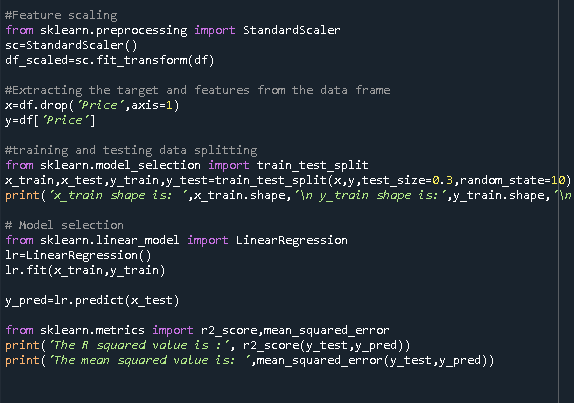 #Feature scaling
from sklearn.preprocessing import StandardScaler
sc=StandardScaler()
df_scaled=sc.fit_transform(df)
#Extracting the target and features from the data frame
x=df.drop('Price',axis=1)
y=df['Price']
#training and testing data splitting
from sklearn.model_selection import train_test_split
x_train,x_test,y_train,y_test=train_test_split(x,y,test_size=0.3,random_state=10)
print('x_train shape is: ',x_train.shape,'\n y_train shape is:',y_train.shape,'\n
# Model selection
from sklearn.linear_model import LinearRegression
lr=LinearRegression()
lr.fit(x_train,y_train)
y_pred=lr.predict(x_test)
from sklearn.metrics import r2_score,mean_squared_error
print('The R squared value is :', r2_score(y_test,y_pred))
print('The mean squared value is: ',mean_squared_error(y_test,y_pred))